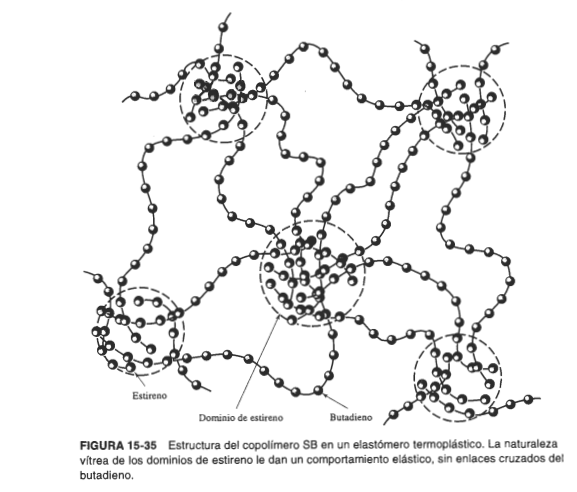 Estireno
Dominio de estireno
Butadieno
FIGURA 15-35 Estructura del copolímero SB en un elastómero termoplástico. La naturaleza
vítrea de los dominios de estireno le dan un comportamiento elástico, sin enlaces cruzados del
butadieno.